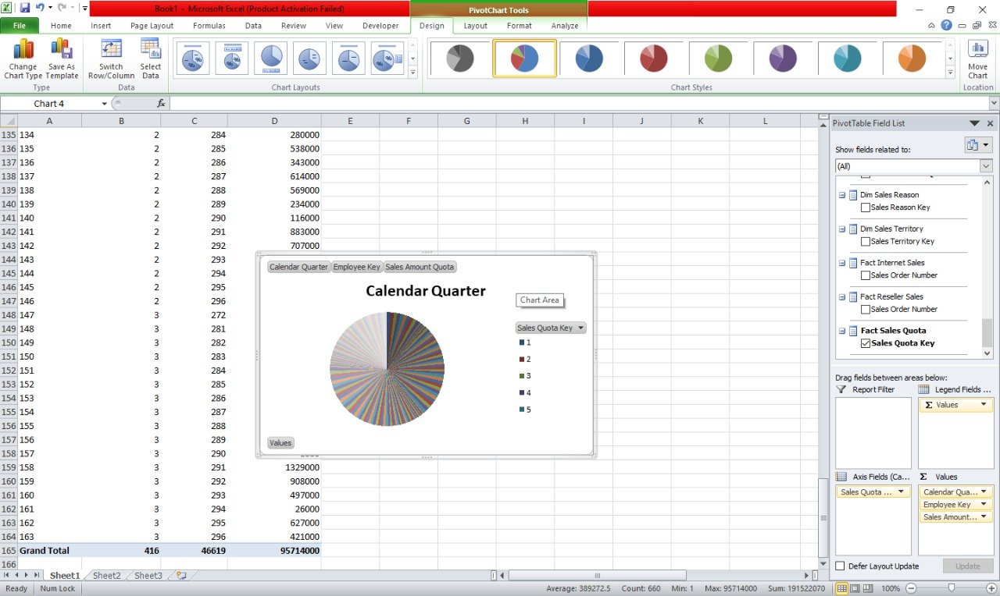 Book1 - Microsoft Excel (Product Activation Failed)
PivotChart Tools
File Home Insert Page Layout Formulas Data Review View Developer Design Layout Format Analyze
Change Chart Type
Save As Template
Switch Row/Column
Select Data
Move Chart
Type Data Chart Layouts Chart Styles Location
Chart 4 fx
A B C D E F G H I J K L
135 134 2 284 280000
136 135 2 285 538000
137 136 2 286 343000
138 137 2 287 614000
139 138 2 288 569000
140 139 2 289 234000
141 140 2 290 116000
142 141 2 291 883000
143 142 2 292 707000
144 143 2 293
145 144 2 294
146 145 2 295
147 146 2 296
148 147 3 272
149 148 3 281
150 149 3 282
151 150 3 283
152 151 3 284
153 152 3 285
154 153 3 286
155 154 3 287
156 155 3 288
157 156 3 289
158 157 3 290
159 158 3 291 1329000
160 159 3 292 908000
161 160 3 293 497000
162 161 3 294 26000
163 162 3 295 627000
164 163 3 296 421000
165 Grand Total 416 46619 95714000
166
Calendar Quarter Employee Key Sales Amount Quota
Calendar Quarter
Chart Area
Sales Quota Key
1
2
3
4
5
Values
PivotTable Field List
Show fields related to:
(All)
Dim Sales Reason
Sales Reason Key
Dim Sales Territory
Sales Territory Key
Fact Internet Sales
Sales Order Number
Fact Reseller Sales
Sales Order Number
Fact Sales Quota
Sales Quota Key
Drag fields between areas below:
Report Filter Legend Fields ...
Σ Values
Axis Fields (Ca... Σ Values
Sales Quota ... Calendar Qua...
Employee Key
Sales Amount...
Defer Layout Update Update
Sheet1 Sheet2 Sheet3
Ready Num Lock Average: 389272.5 Count: 660 Min: 1 Max: 95714000 Sum: 191522070 100%